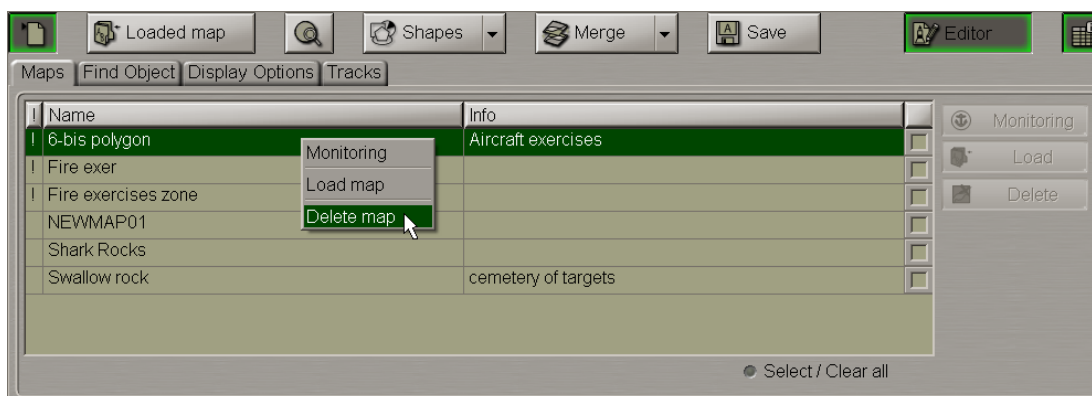 Loaded map Shapes Merge Save Editor
Maps Find Object Display Options Tracks
! Name Info
! 6-bis polygon Aircraft exercises
! Fire exer
! Fire exercises zone
NEWMAP01
Shark Rocks
Swallow rock cemetery of targets
Monitoring
Load map
Delete map
Monitoring
Load
Delete
Select / Clear all